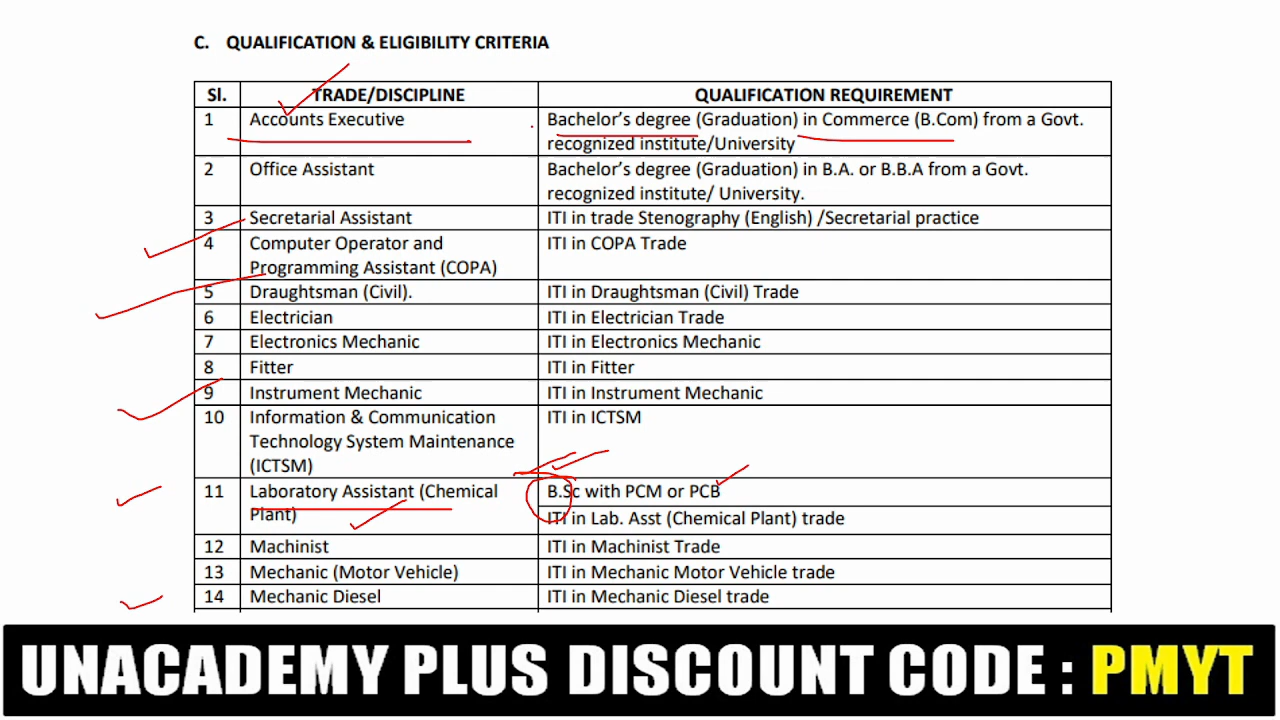 C. QUALIFICATION & ELIGIBILITY CRITERIA
Sl. TRADE/DISCIPLINE QUALIFICATION REQUIREMENT
1 Accounts Executive Bachelor's degree (Graduation) in Commerce (B.Com) from a Govt.
recognized institute/University
2 Office Assistant Bachelor's degree (Graduation) in B.A. or B.B.A from a Govt.
recognized institute/ University.
3 Secretarial Assistant ITI in trade Stenography (English) /Secretarial practice
4 Computer Operator and ITI in COPA Trade
Programming Assistant (COPA)
5 Draughtsman (Civil). ITI in Draughtsman (Civil) Trade
6 Electrician ITI in Electrician Trade
7 Electronics Mechanic ITI in Electronics Mechanic
8 Fitter ITI in Fitter
9 Instrument Mechanic ITI in Instrument Mechanic
10 Information & Communication ITI in ICTSM
Technology System Maintenance
(ICTSM)
11 Laboratory Assistant (Chemical B.Sc with PCM or PCB
Plant) ITI in Lab. Asst (Chemical Plant) trade
12 Machinist ITI in Machinist Trade
13 Mechanic (Motor Vehicle) ITI in Mechanic Motor Vehicle trade
14 Mechanic Diesel ITI in Mechanic Diesel trade
UNACADEMY PLUS DISCOUNT CODE : PMYT